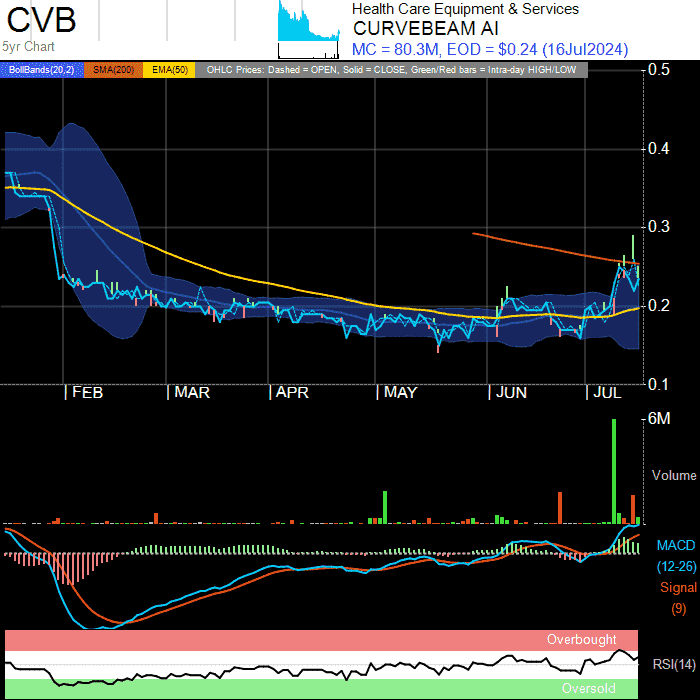 CVB
5yr Chart
Health Care Equipment & Services
CURVEBEAM AI
MC = 80.3M, EOD = $0.24 (16Jul2024)
BollBands(20,2) SMA(200) EMA(50) OHLC Prices: Dashed = OPEN, Solid = CLOSE, Green/Red bars = Intra-day HIGH/LOW
0.5
0.4
0.3
0.2
0.1
FEB MAR APR MAY JUN JUL
6M
Volume
MACD
(12-26)
Signal
(9)
Overbought
RSI(14)
Oversold